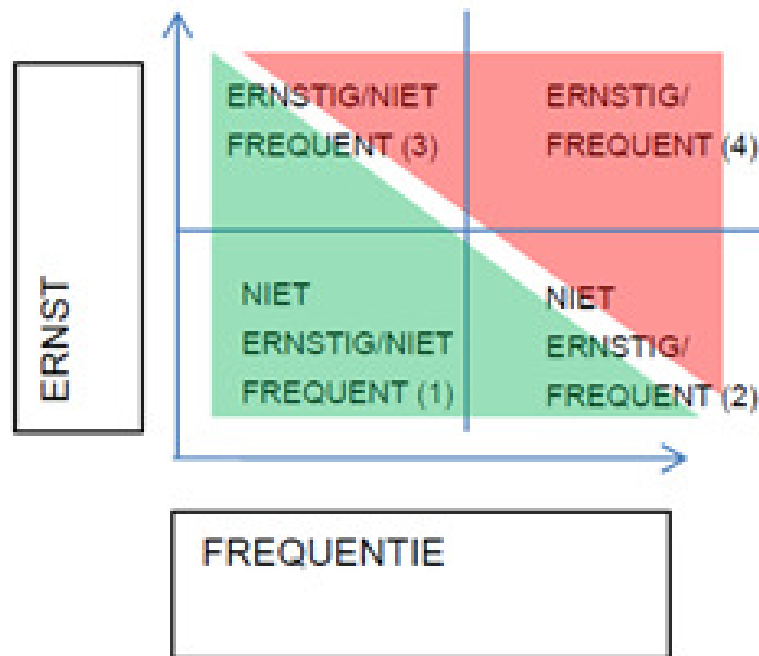 ERNSTIG/NIET
FREQUENT (3)
ERNSTIG/
FREQUENT (4)
ERNST
NIET
ERNSTIG/NIET
FREQUENT (1)
NIET
ERNSTIG/
FREQUENT (2)
FREQUENTIE